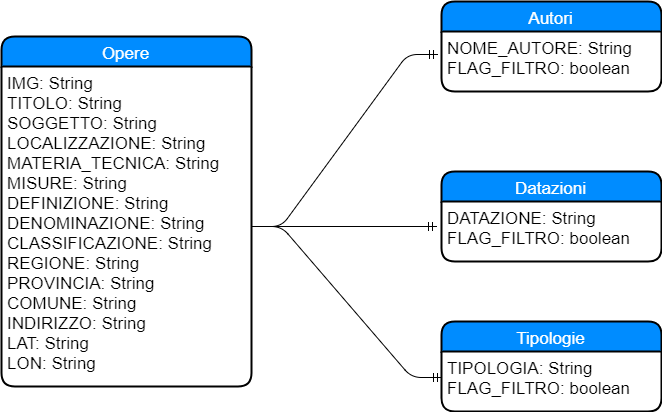 Opere
IMG: String
TITOLO: String
SOGGETTO: String
LOCALIZZAZIONE: String
MATERIA_TECNICA: String
MISURE: String
DEFINIZIONE: String
DENOMINAZIONE: String
CLASSIFICAZIONE: String
REGIONE: String
PROVINCIA: String
COMUNE: String
INDIRIZZO: String
LAT: String
LON: String
Autori
NOME_AUTORE: String
FLAG_FILTRO: boolean
Datazioni
DATAZIONE: String
FLAG_FILTRO: boolean
Tipologie
TIPOLOGIA: String
FLAG_FILTRO: boolean